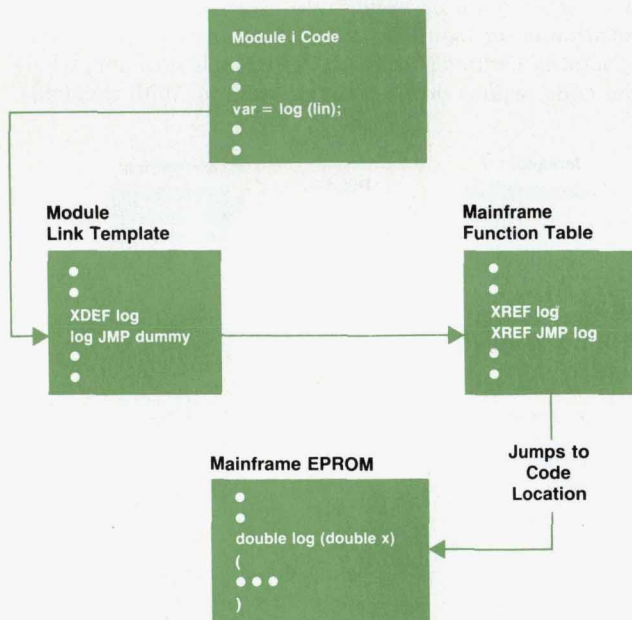 Module i Code
●
●
var = log (lin);
●
●
Module
Link Template
●
●
XDEF log
log JMP dummy
●
●
Mainframe
Function Table
●
●
XREF log
XREF JMP log
●
●
Jumps to
Code
Location
Mainframe EPROM
●
●
double log (double x)
(
● ● ●
)